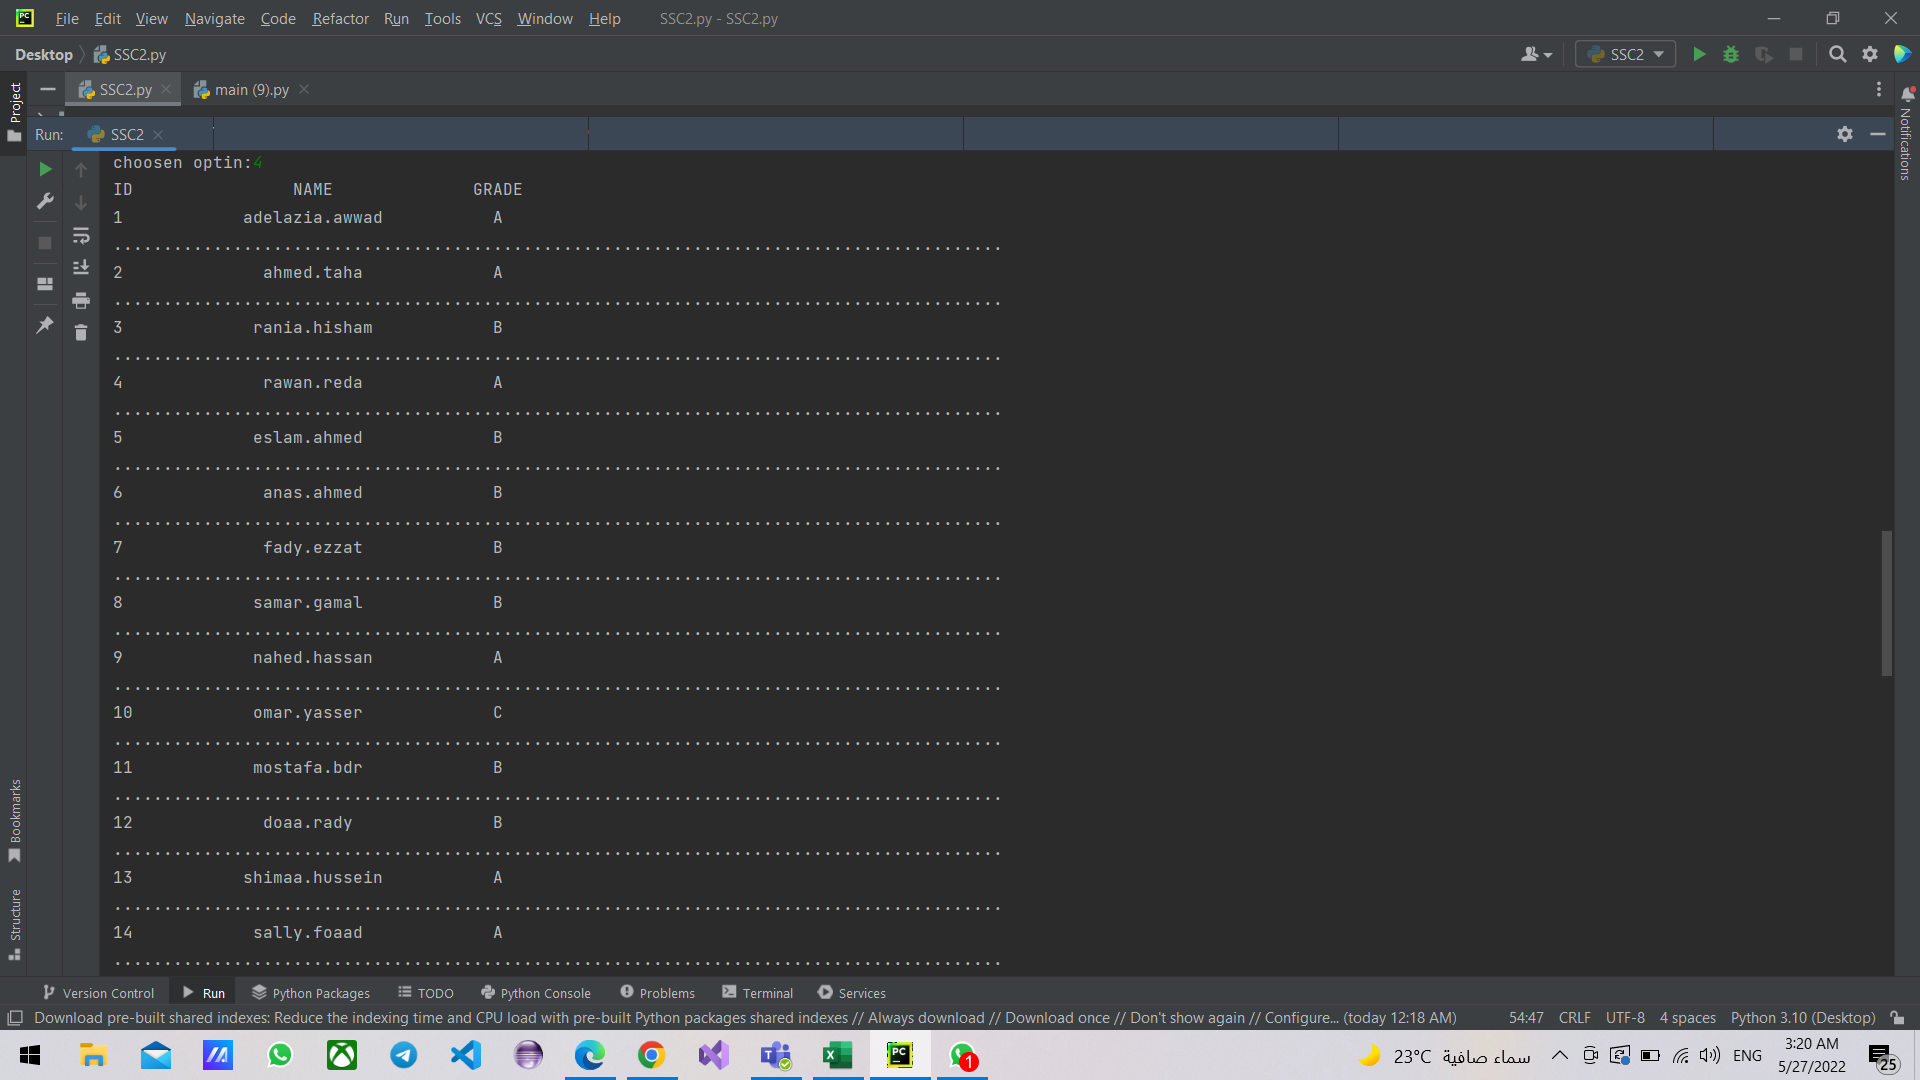 File Edit View Navigate Code Refactor Run Tools VCS Window Help SSC2.py - SSC2.py
Desktop SSC2.py SSC2
SSC2.py main (9).py
Project
Notifications
Run: SSC2
choosen optin:4
ID NAME GRADE
1 adelazia.awwad A
.........................................................................................
2 ahmed.taha A
.........................................................................................
3 rania.hisham B
.........................................................................................
4 rawan.reda A
.........................................................................................
5 eslam.ahmed B
.........................................................................................
6 anas.ahmed B
.........................................................................................
7 fady.ezzat B
.........................................................................................
8 samar.gamal B
.........................................................................................
9 nahed.hassan A
.........................................................................................
10 omar.yasser C
.........................................................................................
11 mostafa.bdr B
.........................................................................................
12 doaa.rady B
.........................................................................................
13 shimaa.hussein A
.........................................................................................
14 sally.foaad A
.........................................................................................
Bookmarks
Structure
Version Control Run Python Packages TODO Python Console Problems Terminal Services
Download pre-built shared indexes: Reduce the indexing time and CPU load with pre-built Python packages shared indexes // Always download // Download once // Don't show again // Configure... (today 12:18 AM) 54:47 CRLF UTF-8 4 spaces Python 3.10 (Desktop)
23°C سماء صافية ENG 3:20 AM
5/27/2022
25
1
PC